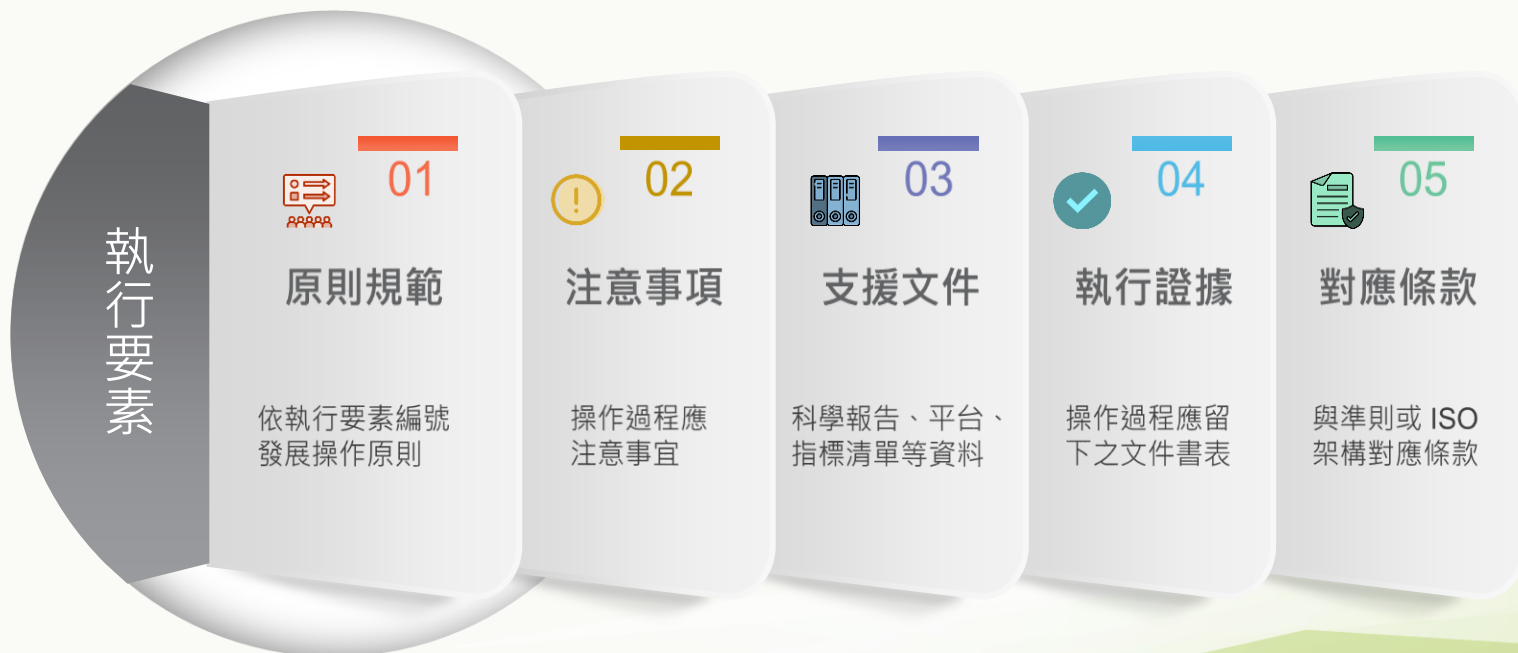 執行要素
01
原則規範
依執行要素編號
發展操作原則
02
注意事項
操作過程應
注意事宜
03
支援文件
科學報告、平台、
指標清單等資料
04
執行證據
操作過程應留
下之文件書表
05
對應條款
與準則或 ISO
架構對應條款